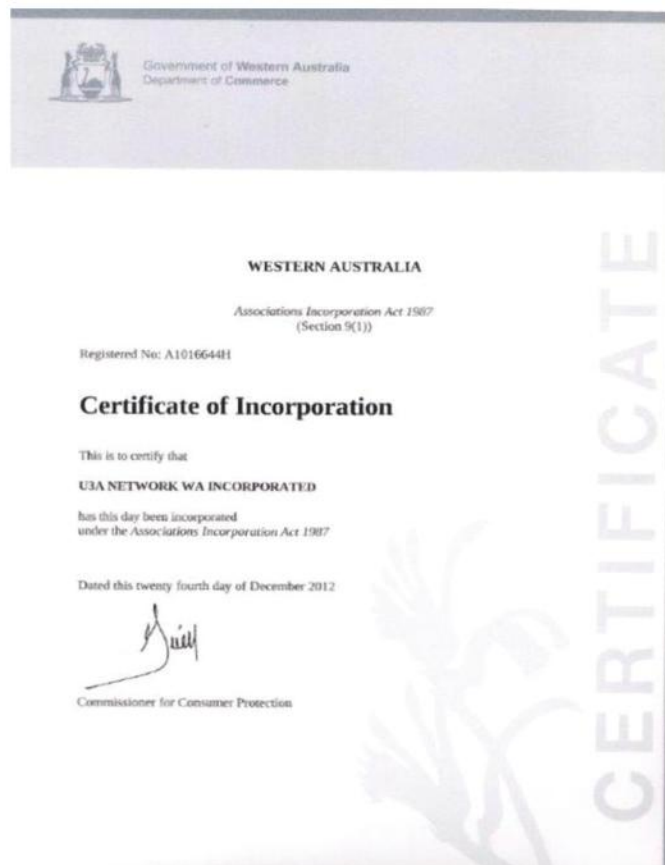 Government of Western Australia
Department of Commerce
WESTERN AUSTRALIA
Associations Incorporation Act 1987
(Section 9(1))
Registered No: A1016644H
Certificate of Incorporation
This is to certify that
U3A NETWORK WA INCORPORATED
has this day been incorporated
under the Associations Incorporation Act 1987
Dated this twenty fourth day of December 2012
Commissioner for Consumer Protection
CERTIFICATE